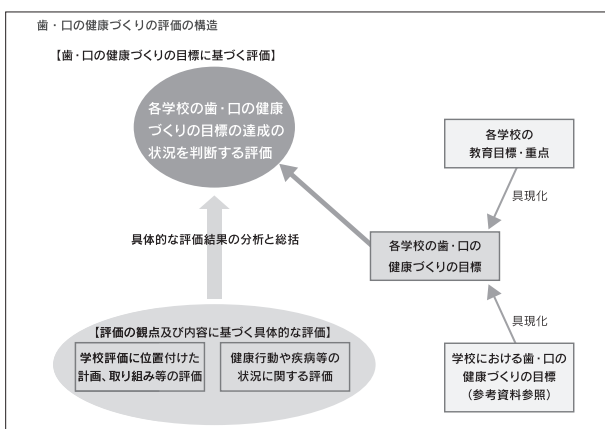 歯・口の健康づくりの評価の構造
【歯・口の健康づくりの目標に基づく評価】
各学校の歯・口の健康
づくりの目標の達成の
状況を判断する評価
各学校の
教育目標・重点
具現化
具体的な評価結果の分析と総括
各学校の歯・口の
健康づくりの目標
具現化
【評価の観点及び内容に基づく具体的な評価】
学校評価に位置付けた
計画、取り組み等の評価
健康行動や疾病等の
状況に関する評価
学校における歯・口の
健康づくりの目標
(参考資料参照)